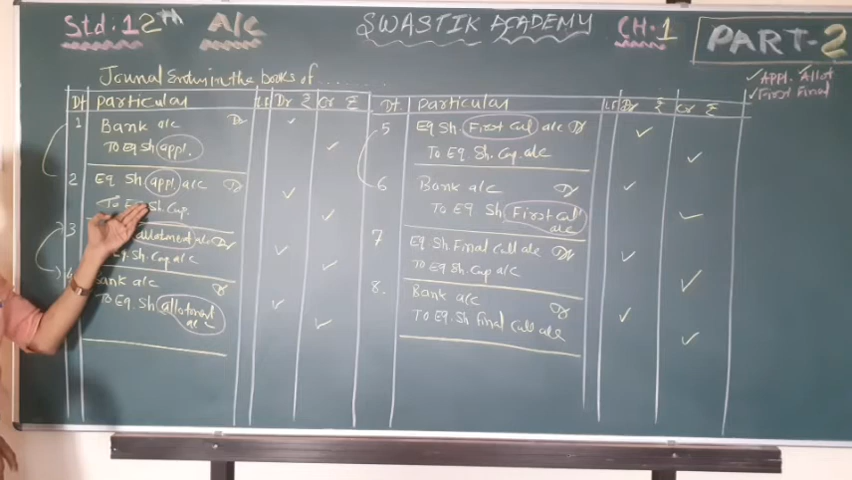 Std: 12TH A/C SWASTIK ACADEMY CH-1 PART-2
✓Appl. ✓Allot
✓First Final
Journal Entry in the books of ........
Dt Particular Lf Dr ₹ Cr ₹
1 Bank a/c Dr
To Eq Sh appl.
2 Eq Sh appl a/c Dr
To Eq Sh. Cap.
3 allotment a/c Dr
Eq. Sh. Cap a/c
Bank a/c Dr
To Eq. Sh allotment a/c
Dt. Particular Lf Dr ₹ Cr ₹
5 Eq Sh. First Call a/c Dr
To Eq Sh. Cap. a/c
6 Bank a/c Dr
To Eq Sh First Call a/c
7 Eq. Sh Final Call a/c Dr
To Eq. Sh Cap a/c
8. Bank a/c Dr
To Eq. Sh Final Call a/c